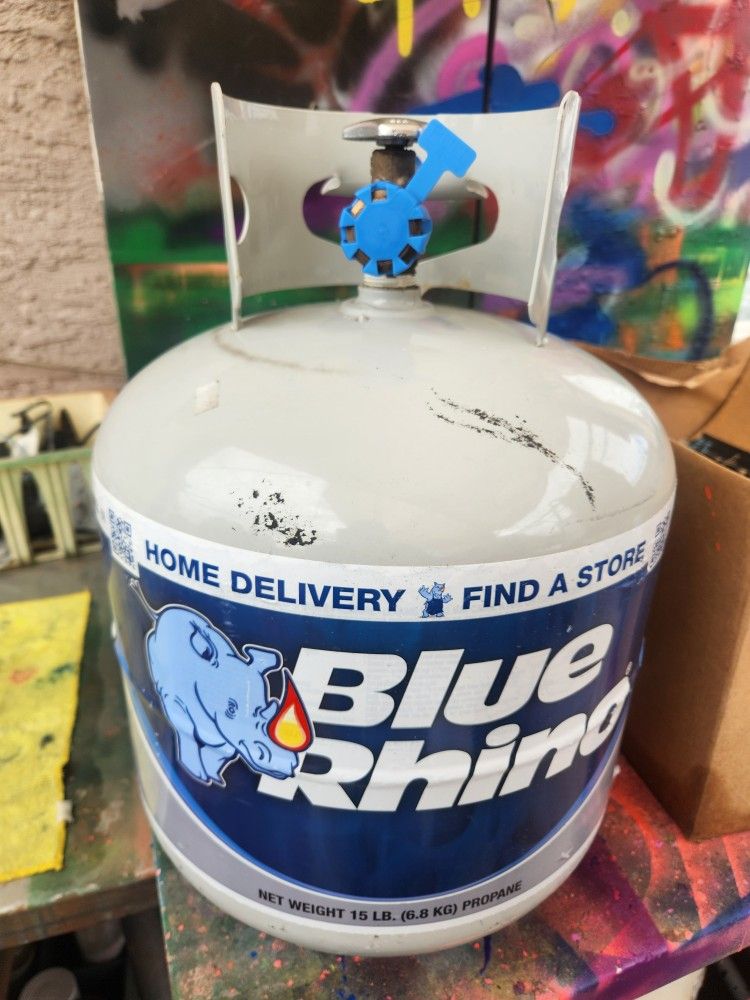 HOME DELIVERY FIND A STORE
Blue
Rhino
NET WEIGHT 15 LB. (6.8 KG) PROPANE